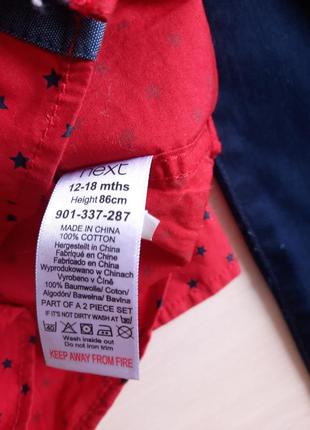 next
12-18 mths
Height 86cm
901-337-287
MADE IN CHINA
100% COTTON
Hergestellt in China
Fabriqué en Chine
Fabricado en China
Wyprodukowano w Chinach
Vyrobeno v Číně
100% Baumwolle/ Coton/
Algodón/ Bawełna/ Bavlna
PART OF A 2 PIECE SET
IF IT'S NOT DIRTY WASH AT 30
40
Wash inside out
Do not iron trim
KEEP AWAY FROM FIRE